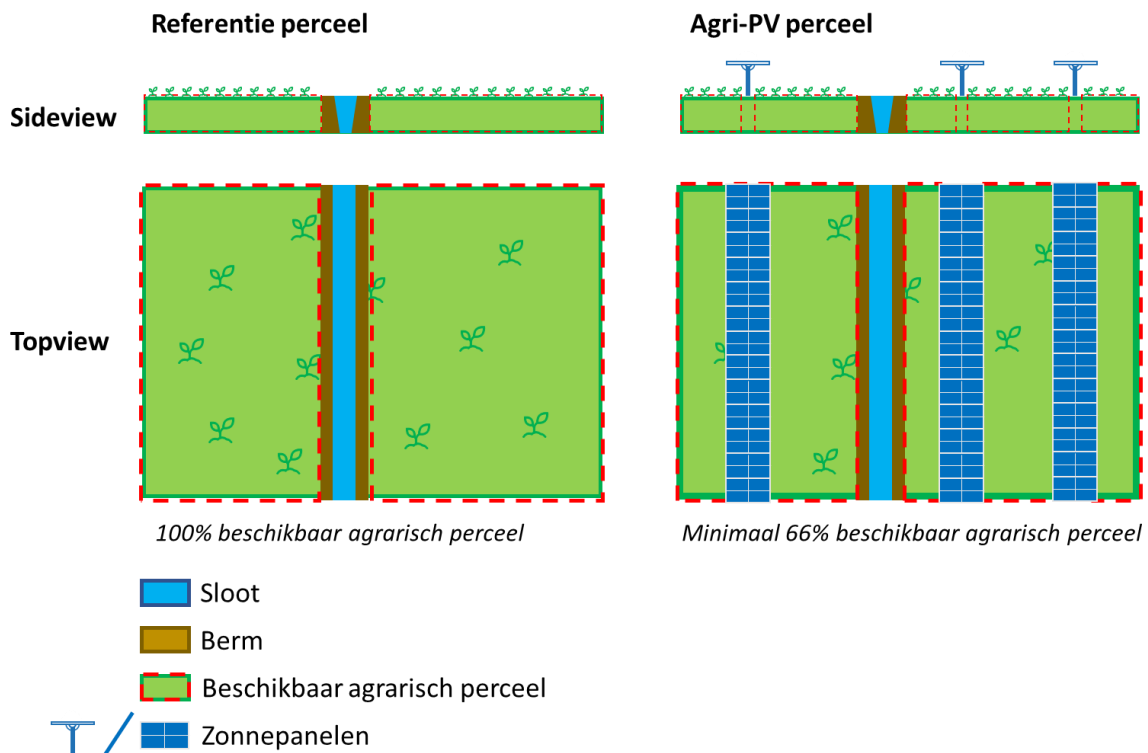 Referentie perceel
Agri-PV perceel
Sideview
Topview
100% beschikbaar agrarisch perceel
Minimaal 66% beschikbaar agrarisch perceel
Sloot
Berm
Beschikbaar agrarisch perceel
Zonnepanelen